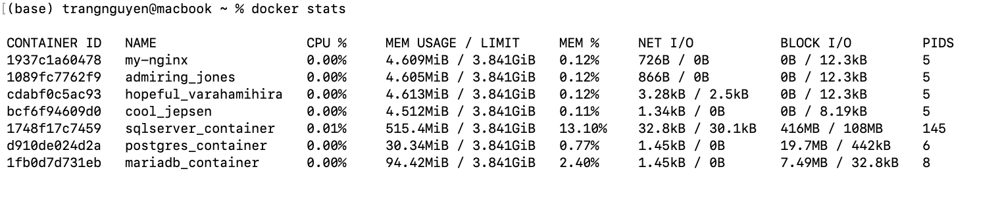 [(base) trangnguyen@macbook ~ % docker stats
CONTAINER ID   NAME                CPU %     MEM USAGE / LIMIT     MEM %     NET I/O           BLOCK I/O         PIDS
1937c1a60478   my-nginx            0.00%     4.609MiB / 3.841GiB   0.12%     726B / 0B         0B / 12.3kB       5
1089fc7762f9   admiring_jones      0.00%     4.605MiB / 3.841GiB   0.12%     866B / 0B         0B / 12.3kB       5
cdabf0c5ac93   hopeful_varahamihira   0.00%     4.613MiB / 3.841GiB   0.12%     3.28kB / 2.5kB    0B / 12.3kB       5
bcf6f94609d0   cool_jepsen         0.00%     4.512MiB / 3.841GiB   0.11%     1.34kB / 0B       0B / 8.19kB       5
1748f17c7459   sqlserver_container   0.01%     515.4MiB / 3.841GiB   13.10%    32.8kB / 30.1kB   416MB / 108MB     145
d910de024d2a   postgres_container   0.00%     30.34MiB / 3.841GiB   0.77%     1.45kB / 0B       19.7MB / 442kB    6
1fb0d7d731eb   mariadb_container   0.00%     94.42MiB / 3.841GiB   2.40%     1.45kB / 0B       7.49MB / 32.8kB   8